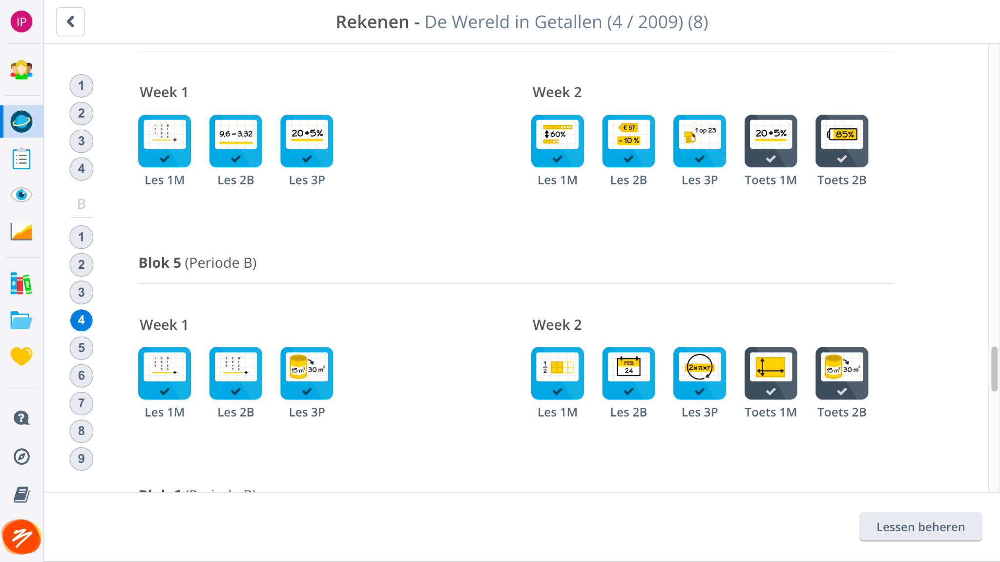 IP
Rekenen - De Wereld in Getallen (4 / 2009) (8)
1
2
3
4
B
1
2
3
4
5
6
7
8
9
Week 1
9,6 – 3,32
20+5%
Les 1M
Les 2B
Les 3P
Week 2
60%
€ 57
- 10 %
1 op 23
20+5%
85%
Les 1M
Les 2B
Les 3P
Toets 1M
Toets 2B
Blok 5 (Periode B)
Week 1
15 m² 30 m²
Les 1M
Les 2B
Les 3P
Week 2
1/2
FEB
24
2xπxr
15 m² 30 m²
Les 1M
Les 2B
Les 3P
Toets 1M
Toets 2B
Lessen beheren